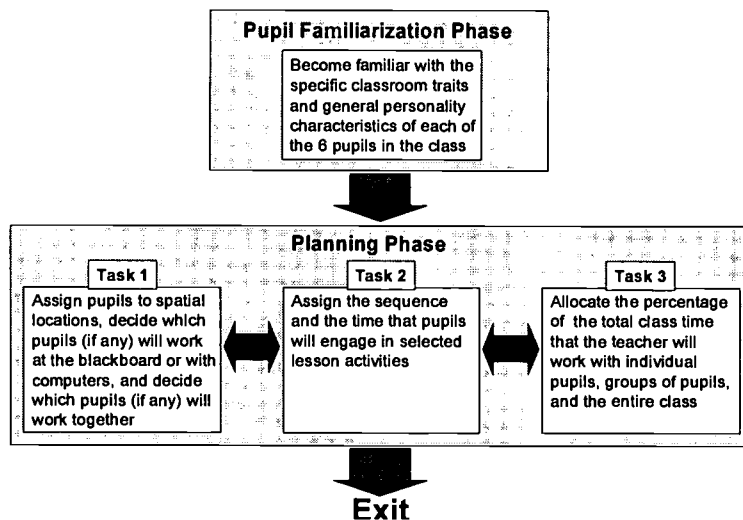 Pupil Familiarization Phase
Become familiar with the
specific classroom traits
and general personality
characteristics of each of
the 6 pupils in the class
Planning Phase
Task 1
Assign pupils to spatial
locations, decide which
pupils (if any) will work
at the blackboard or with
computers, and decide
which pupils (if any) will
work together
Task 2
Assign the sequence
and the time that pupils
will engage in selected
lesson activities
Task 3
Allocate the percentage
of the total class time
that the teacher will
work with individual
pupils, groups of pupils,
and the entire class
Exit